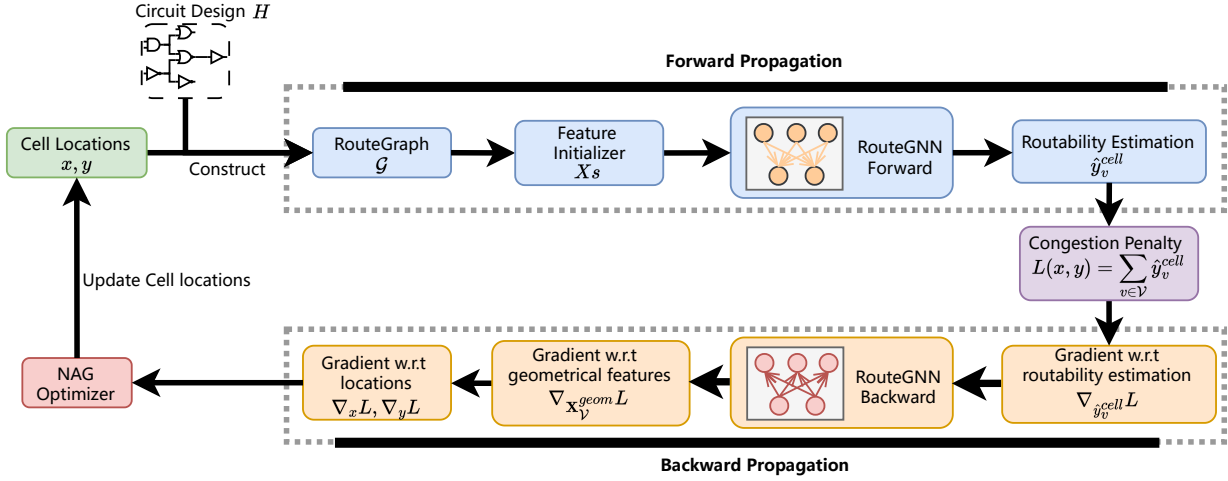 Circuit Design H
Forward Propagation
Cell Locations
x, y
Construct
RouteGraph
𝒢
Feature
Initializer
Xs
RouteGNN
Forward
Routability Estimation
ŷ_v^{cell}
Congestion Penalty
L(x, y) = ∑_{v∈𝒱} ŷ_v^{cell}
Update Cell locations
NAG
Optimizer
Gradient w.r.t
locations
∇_x L, ∇_y L
Gradient w.r.t
geometrical features
∇_{𝐗_𝒱^{geom}} L
RouteGNN
Backward
Gradient w.r.t
routability estimation
∇_{ŷ_v^{cell}} L
Backward Propagation